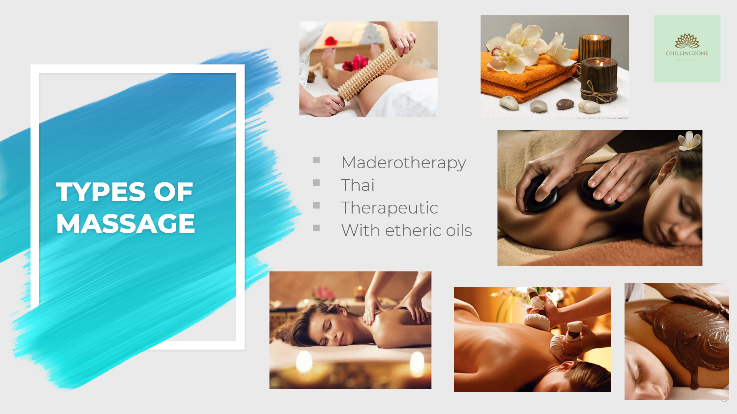 TYPES OF
MASSAGE
Maderotherapy
Thai
Therapeutic
With etheric oils
CHILLINGZONE